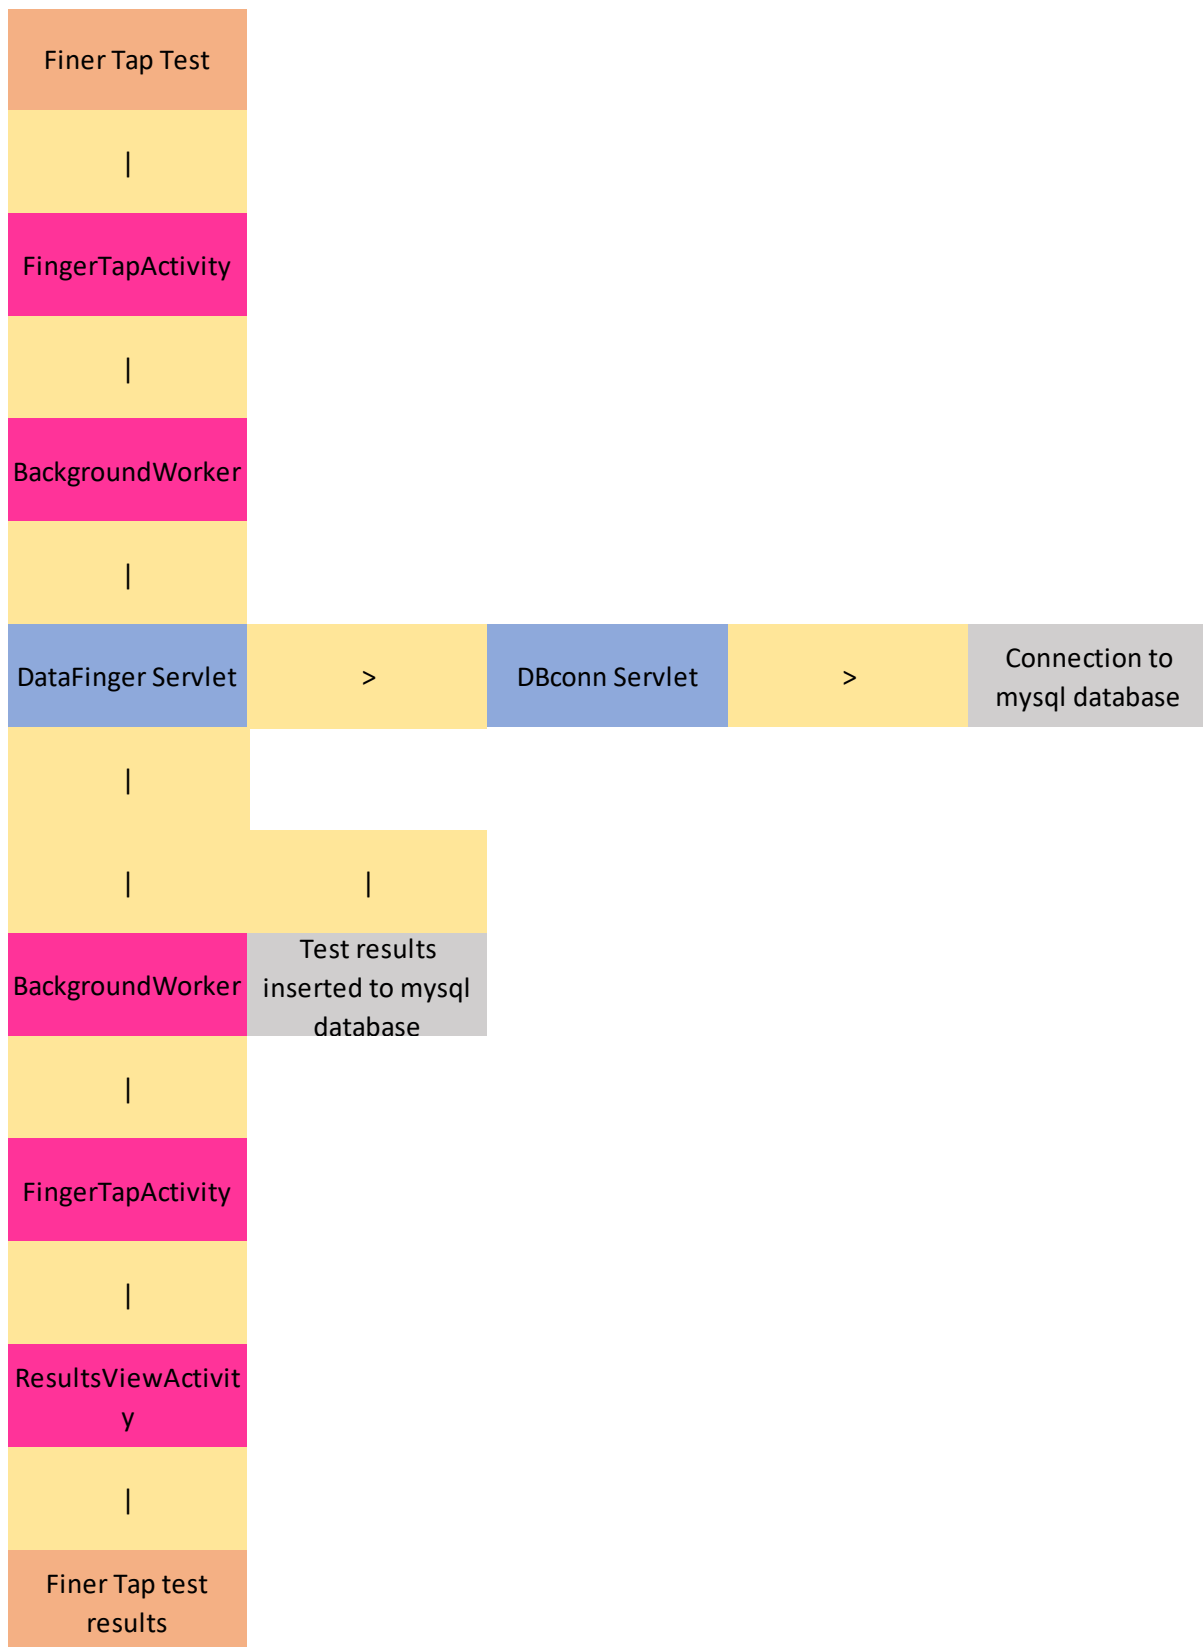 Finer Tap Test
|
FingerTapActivity
|
BackgroundWorker
|
DataFinger Servlet > DBconn Servlet > Connection to
mysql database
|
| |
BackgroundWorker Test results
inserted to mysql
database
|
FingerTapActivity
|
ResultsViewActivit
y
|
Finer Tap test
results